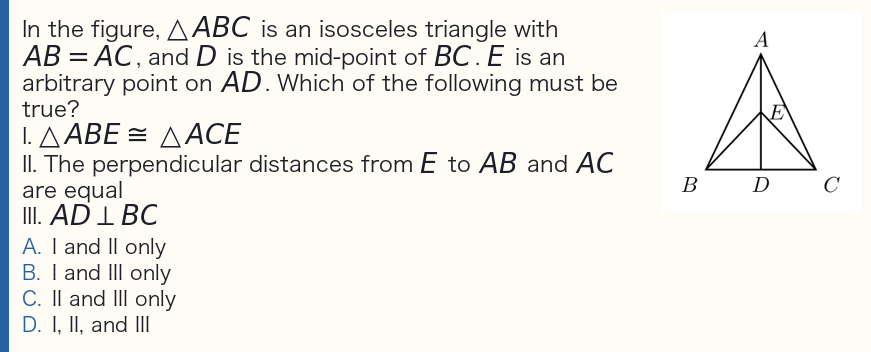 In the figure, △ABC is an isosceles triangle with
AB = AC, and D is the mid-point of BC. E is an
arbitrary point on AD. Which of the following must be
true?
I. △ABE ≅ △ACE
II. The perpendicular distances from E to AB and AC
are equal
III. AD ⊥ BC
A. I and II only
B. I and III only
C. II and III only
D. I, II, and III
A
E
B D C